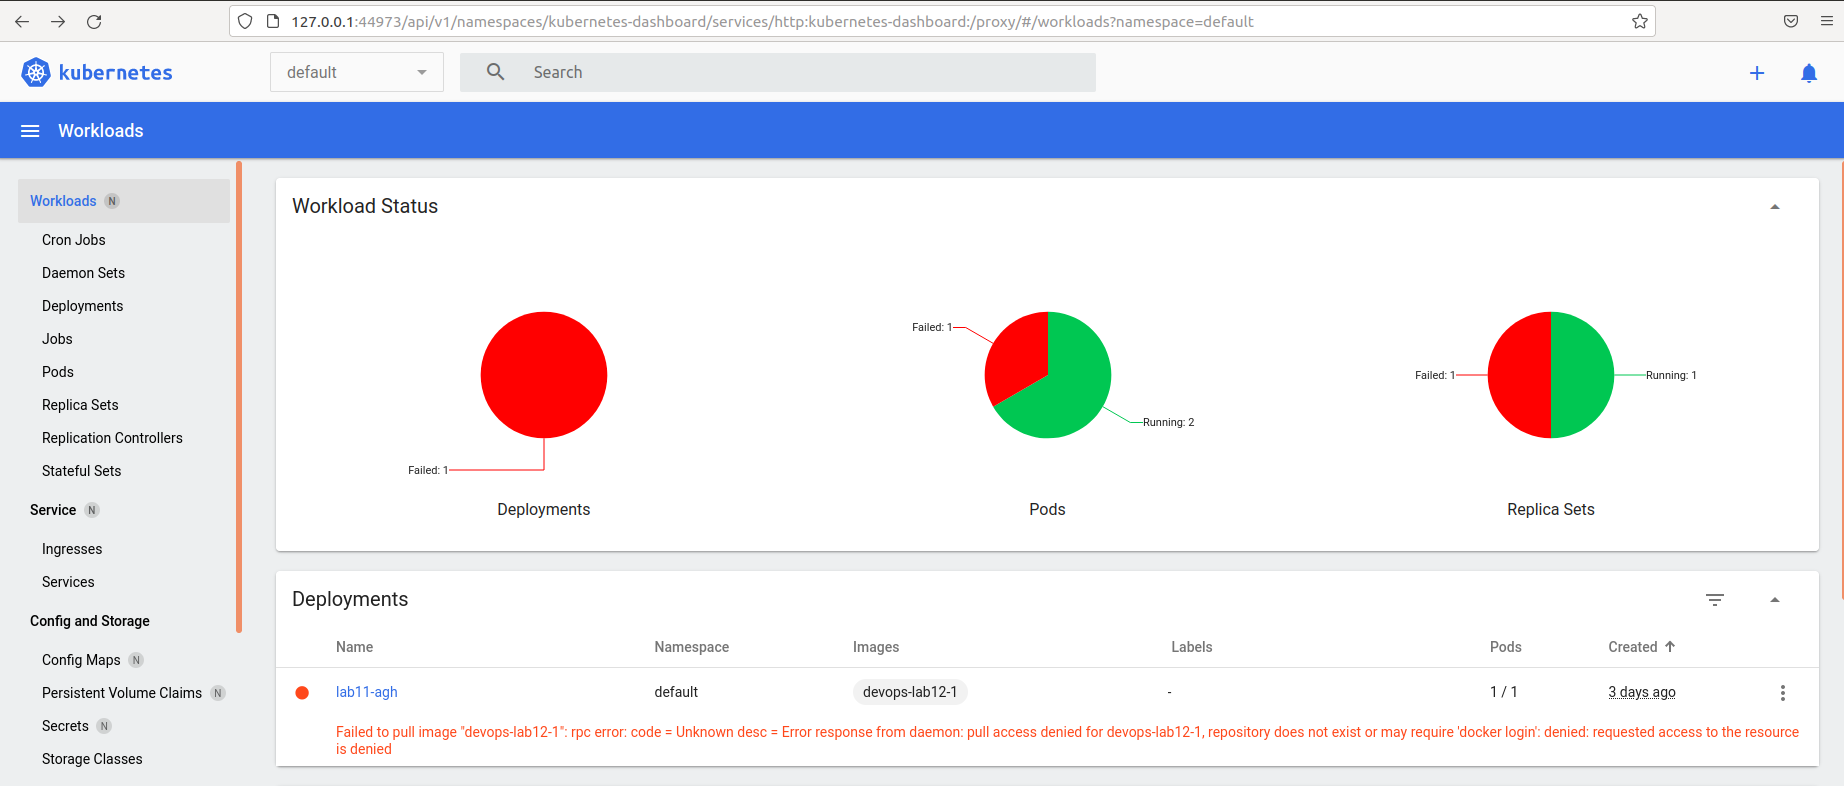 127.0.0.1:44973/api/v1/namespaces/kubernetes-dashboard/services/http:kubernetes-dashboard:/proxy/#/workloads?namespace=default
kubernetes
default
Search
Workloads
Workloads N
Cron Jobs
Daemon Sets
Deployments
Jobs
Pods
Replica Sets
Replication Controllers
Stateful Sets
Service N
Ingresses
Services
Config and Storage
Config Maps N
Persistent Volume Claims N
Secrets N
Storage Classes
Workload Status
Failed: 1
Deployments
Failed: 1
Running: 2
Pods
Failed: 1
Running: 1
Replica Sets
Deployments
Name Namespace Images Labels Pods Created
lab11-agh default devops-lab12-1 - 1 / 1 3 days ago
Failed to pull image "devops-lab12-1": rpc error: code = Unknown desc = Error response from daemon: pull access denied for devops-lab12-1, repository does not exist or may require 'docker login': denied: requested access to the resource
is denied